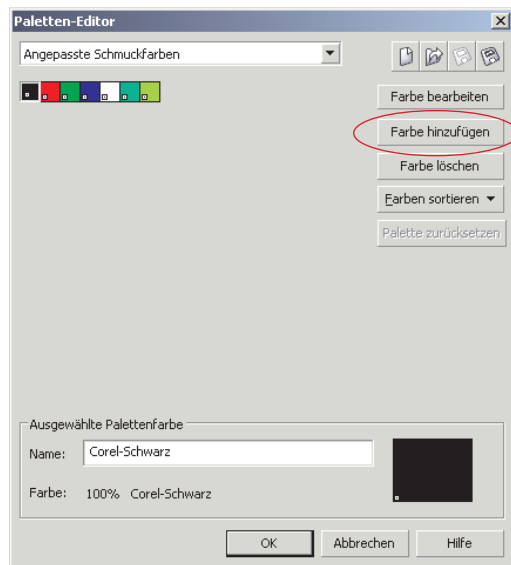 Paletten-Editor
Angepasste Schmuckfarben
Farbe bearbeiten
Farbe hinzufügen
Farbe löschen
Farben sortieren
Palette zurücksetzen
Ausgewählte Palettenfarbe
Name: Corel-Schwarz
Farbe: 100% Corel-Schwarz
OK Abbrechen Hilfe